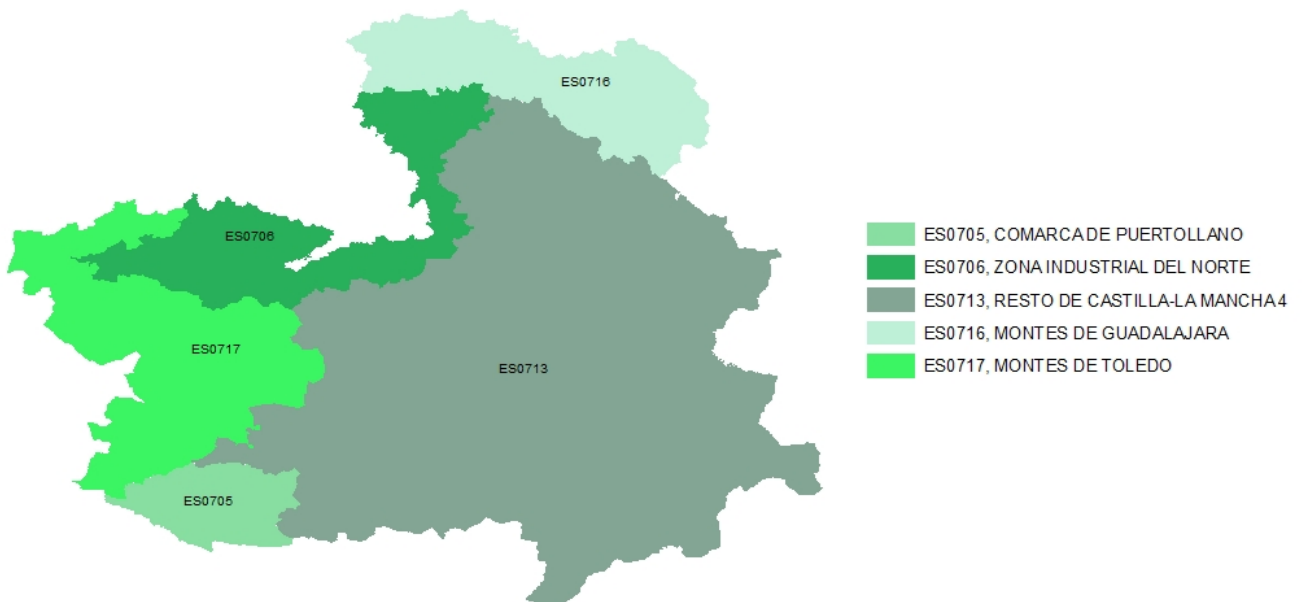 ES0716
ES0706
ES0717
ES0713
ES0705
ES0705, COMARCA DE PUERTOLLANO
ES0706, ZONA INDUSTRIAL DEL NORTE
ES0713, RESTO DE CASTILLA-LA MANCHA 4
ES0716, MONTES DE GUADALAJARA
ES0717, MONTES DE TOLEDO